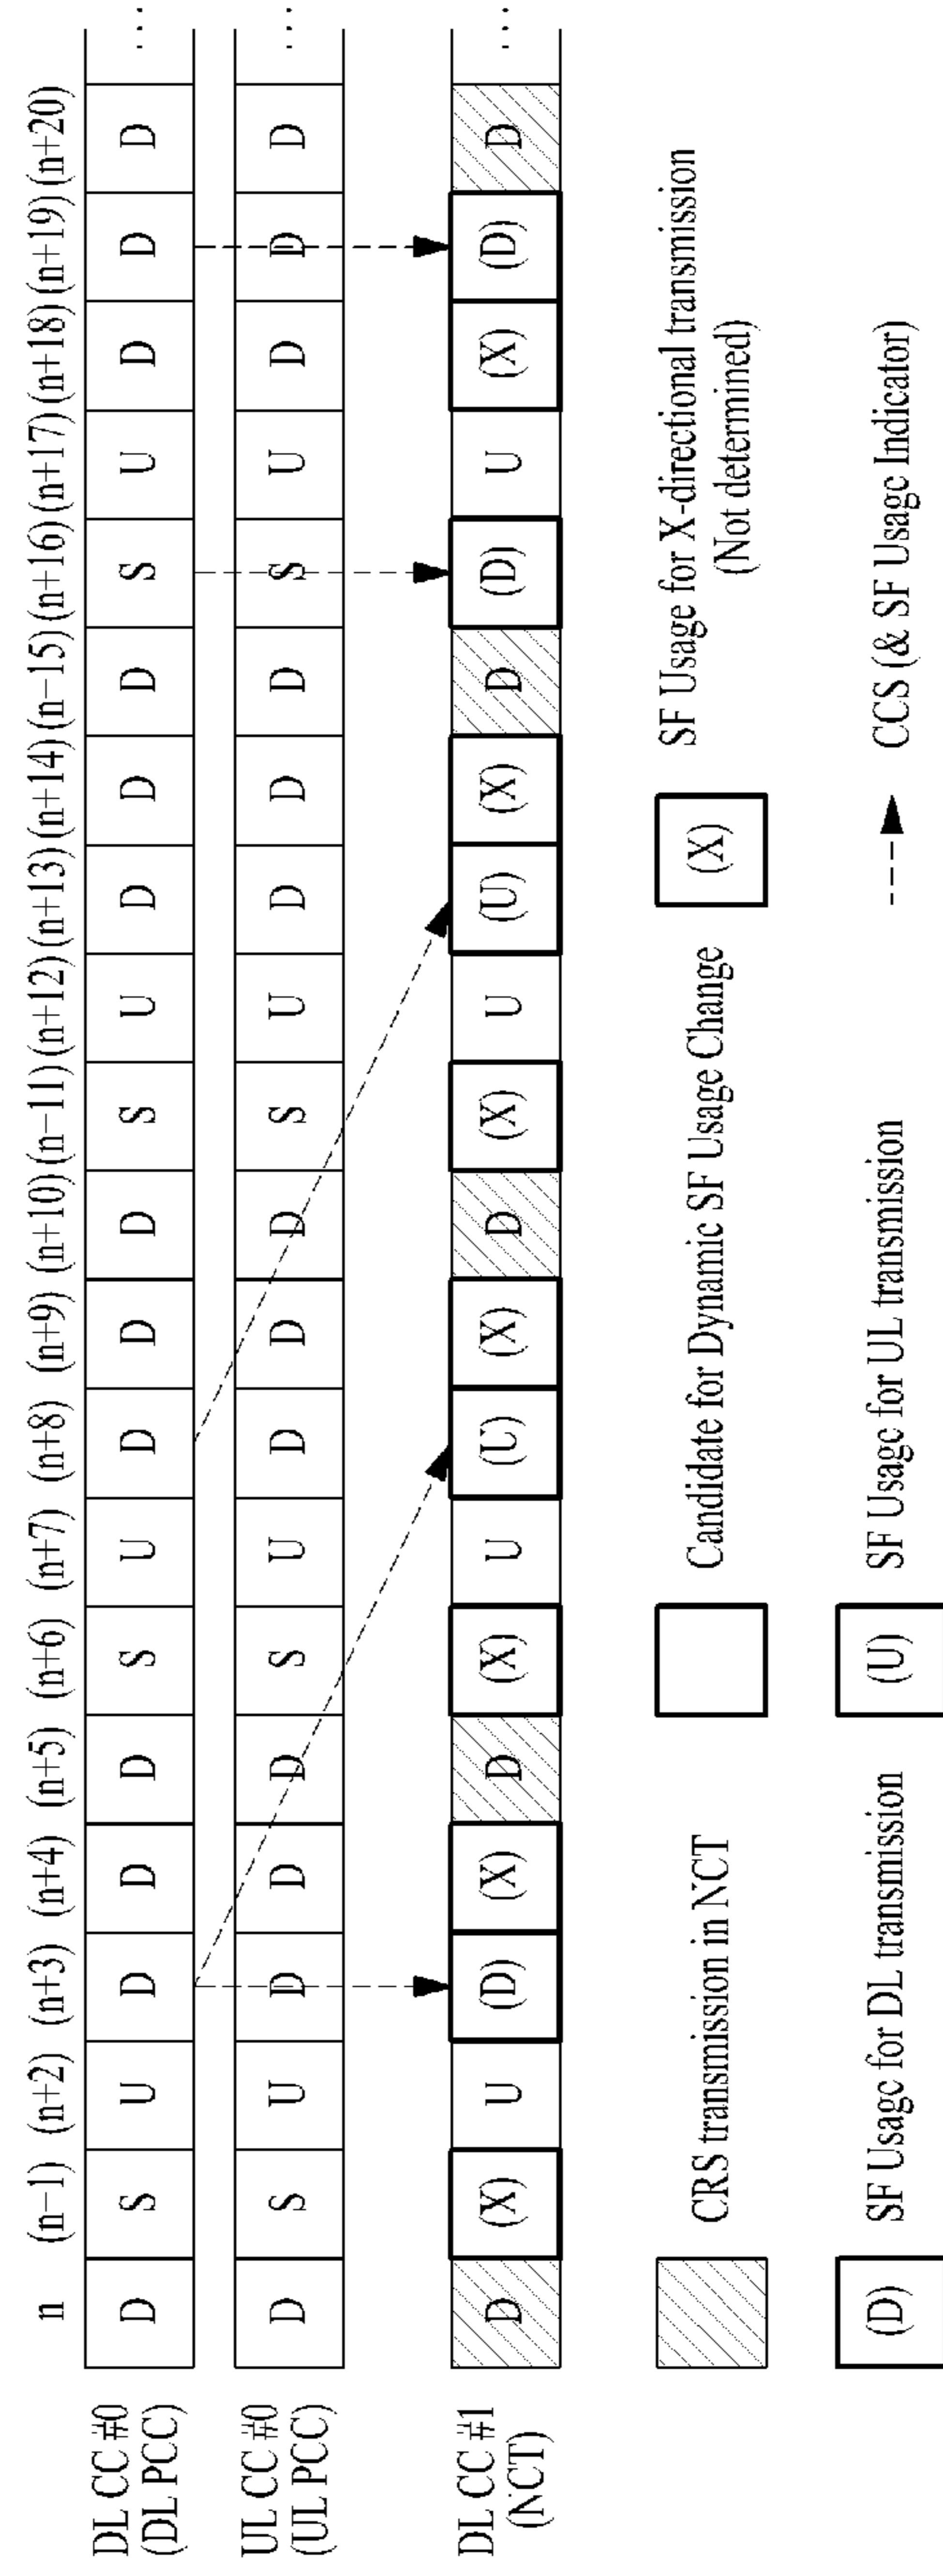 n (n−1) (n+2) (n+3) (n+4) (n+5) (n+6) (n+7) (n+8) (n+9) (n+10) (n−11) (n+12) (n+13) (n+14) (n−15) (n+16) (n+17) (n+18) (n+19) (n+20)
DL CC #0 (DL PCC) D S U D D D S U D D D S U D D D S U D D D ...
UL CC #0 (UL PCC) D S U D D D S U D D D S U D D D S U D D D ...
DL CC #1 (NCT) D (X) U (D) (X) D (X) U (U) (X) D (X) U (U) (X) D (D) U (X) (D) D ...
CRS transmission in NCT
Candidate for Dynamic SF Usage Change
(X) SF Usage for X-directional transmission
(Not determined)
(D) SF Usagc for DL transmission
(U) SF Usage for UL transmission
CCS (& SF Usage Indicator)